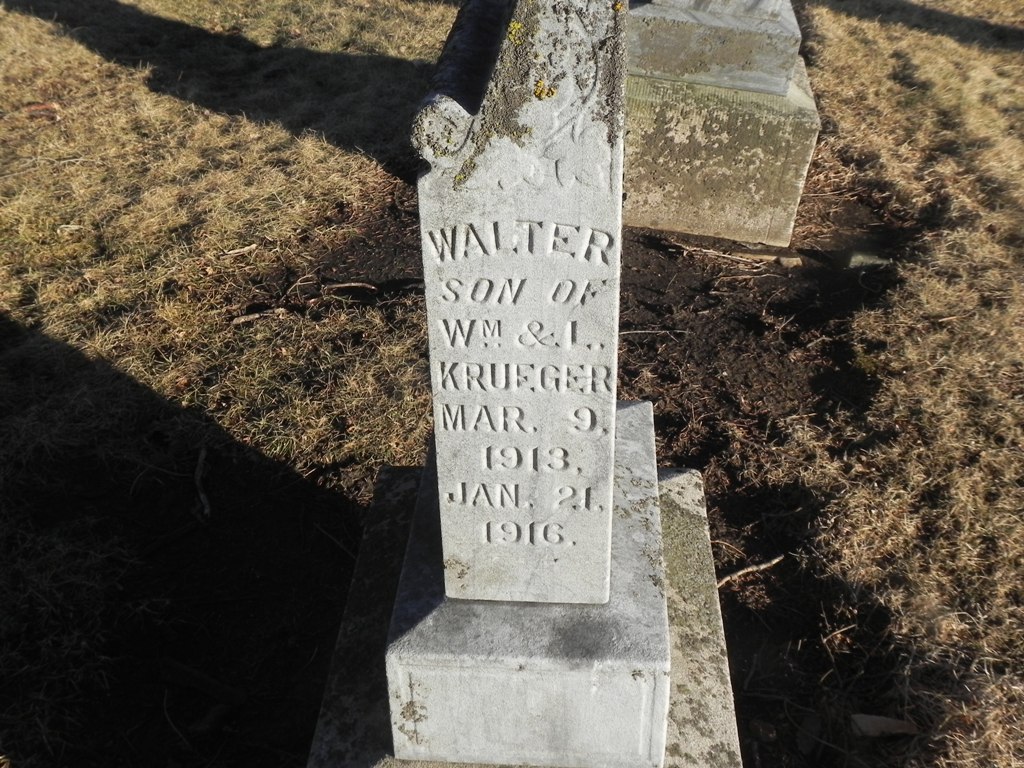 WALTER
SON OF
WM & L.
KRUEGER
MAR. 9,
1913,
JAN. 21,
1916.